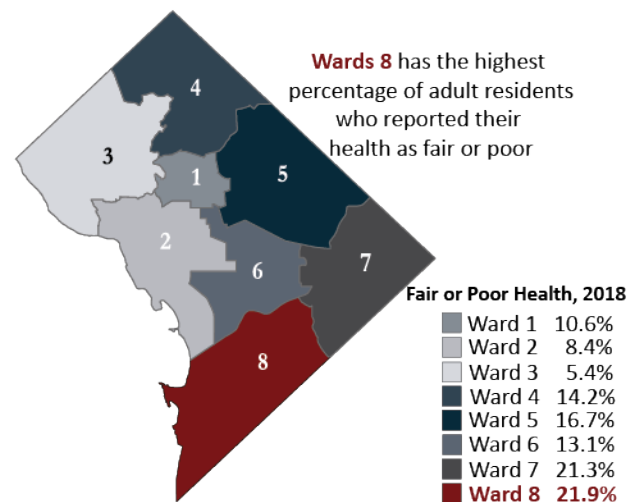 Wards 8 has the highest
percentage of adult residents
who reported their
health as fair or poor
4
3
1
5
2
6
7
8
Fair or Poor Health, 2018
Ward 1 10.6%
Ward 2 8.4%
Ward 3 5.4%
Ward 4 14.2%
Ward 5 16.7%
Ward 6 13.1%
Ward 7 21.3%
Ward 8 21.9%